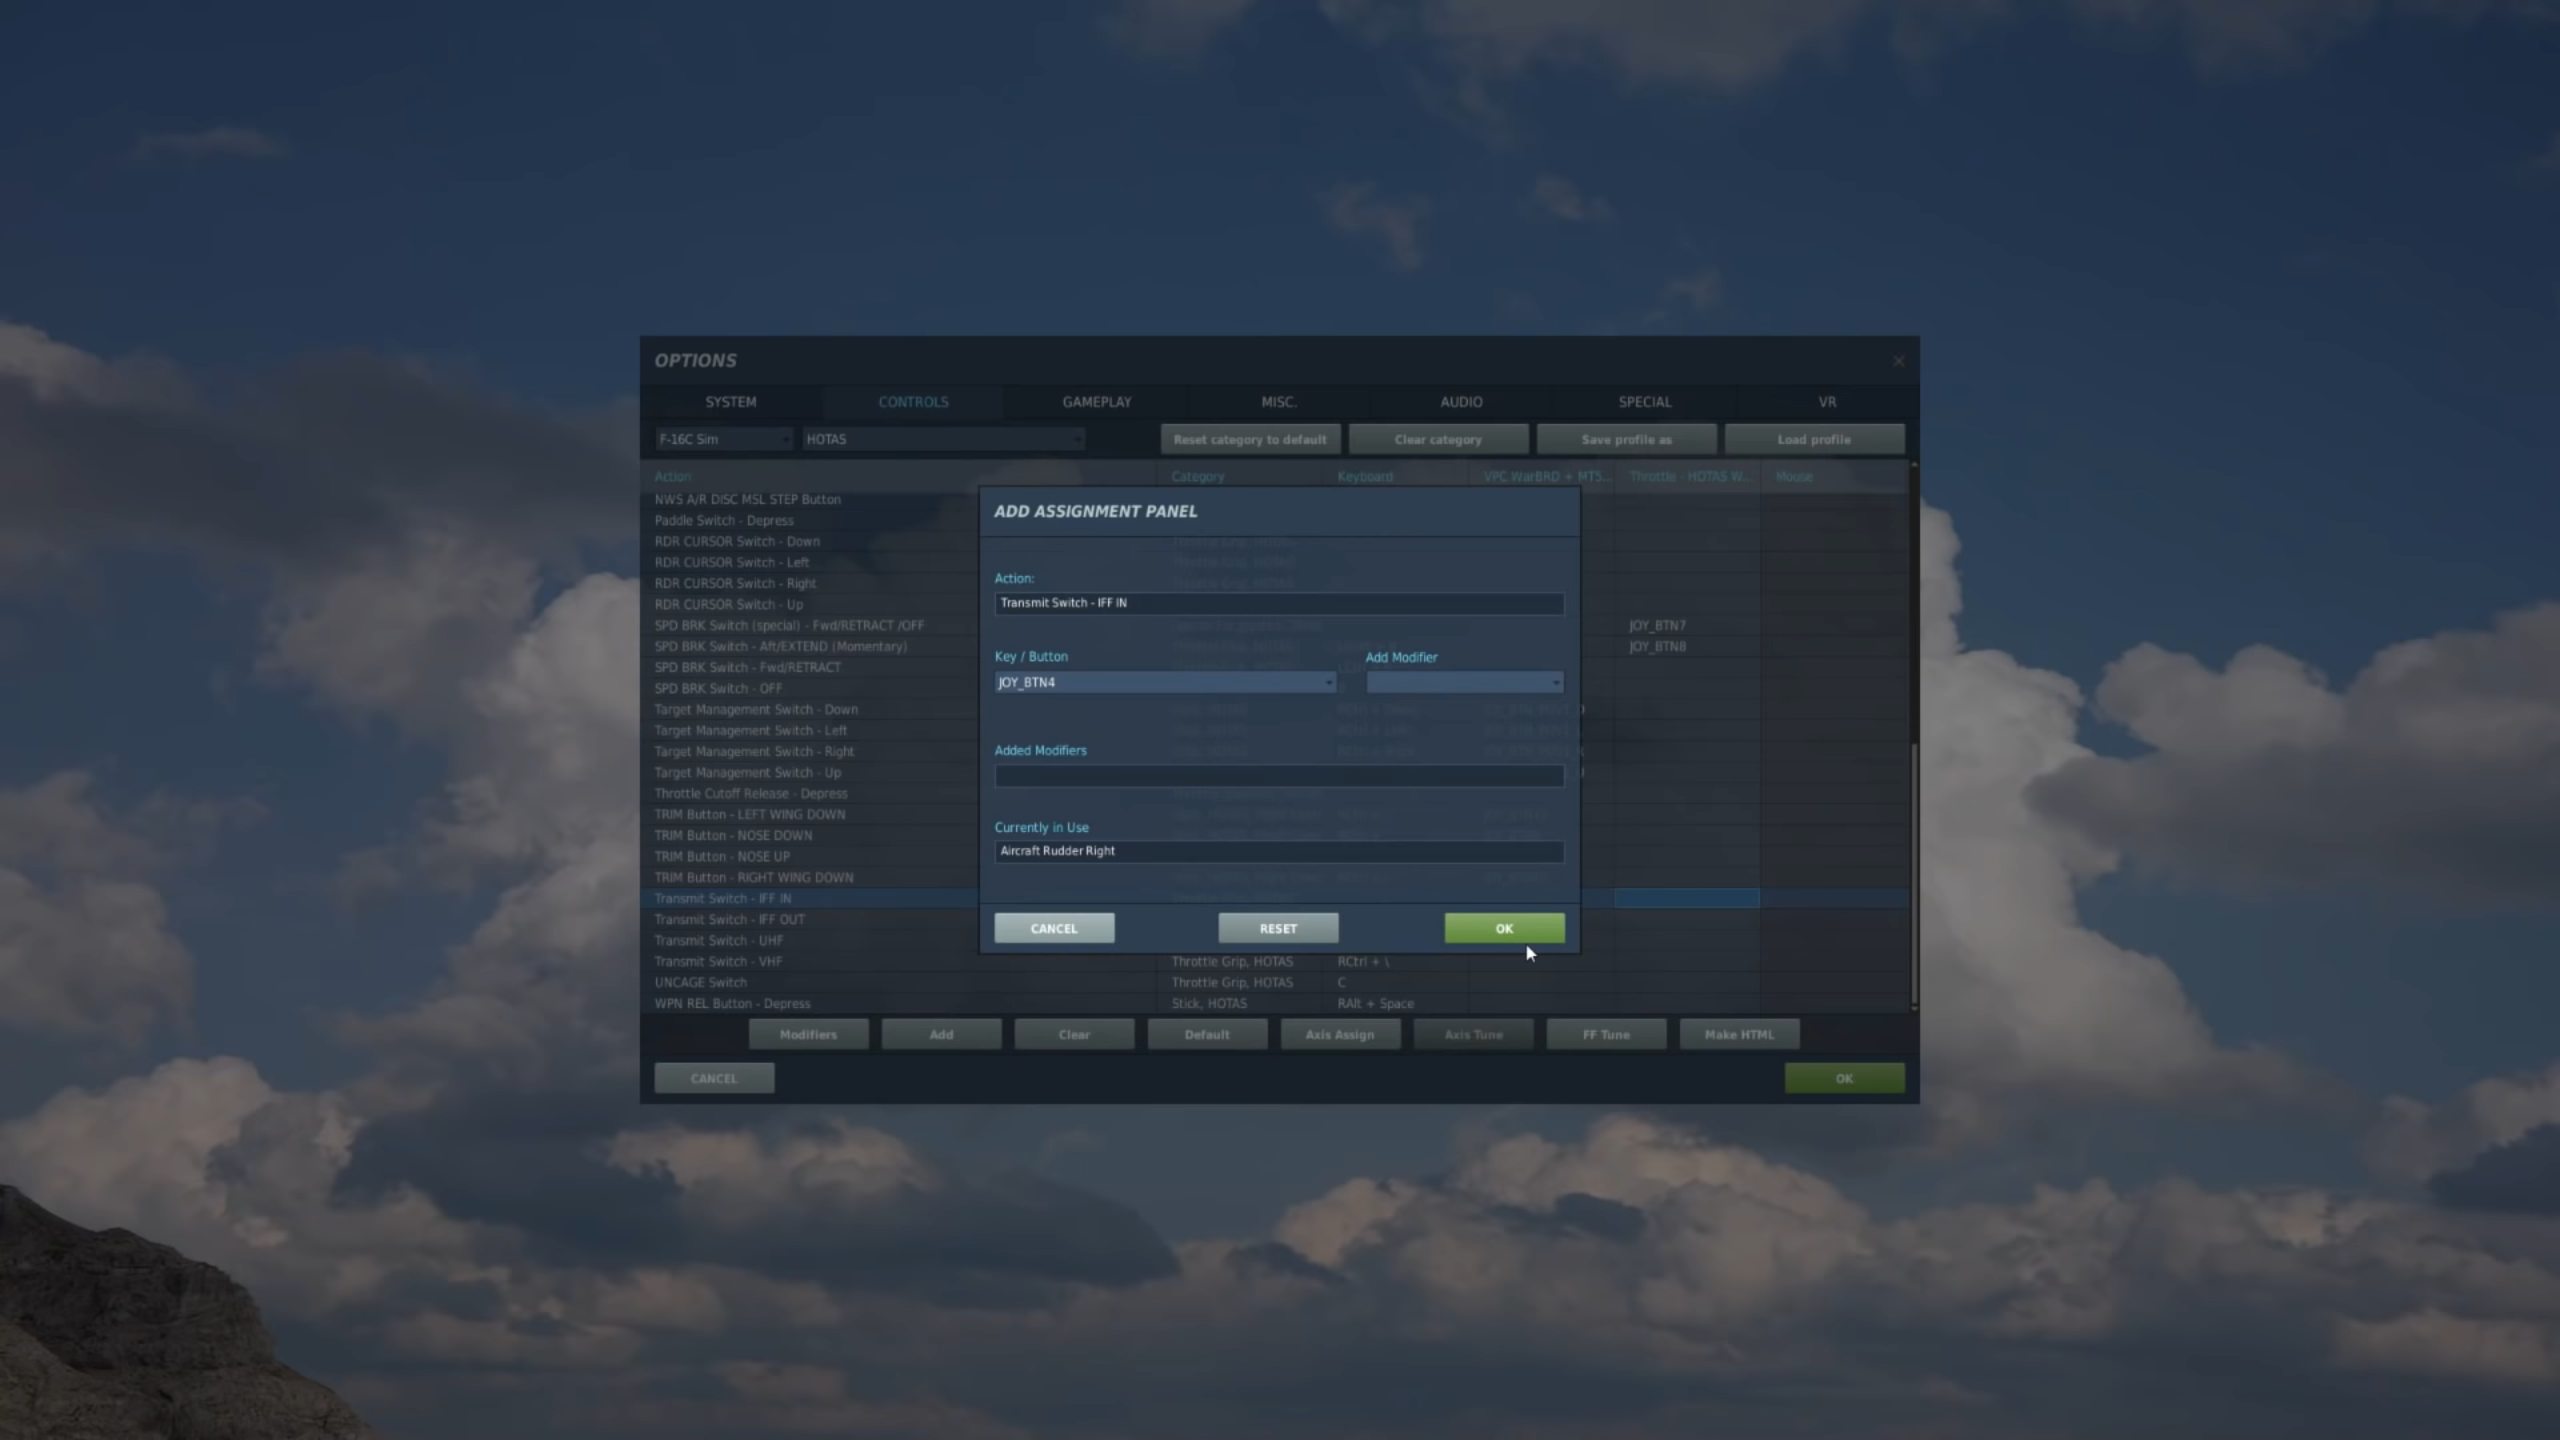 OPTIONS
SYSTEM CONTROLS GAMEPLAY MISC. AUDIO SPECIAL VR
F-16C Sim HOTAS Reset category to default Clear category Save profile as Load profile
Action Category Keyboard VPC WarBRD + MT5... Throttle - HOTAS W... Mouse
NWS A/R DISC MSL STEP Button
Paddle Switch - Depress
RDR CURSOR Switch - Down
RDR CURSOR Switch - Left
RDR CURSOR Switch - Right
RDR CURSOR Switch - Up
SPD BRK Switch (special) - Fwd/RETRACT /OFF JOY_BTN7
SPD BRK Switch - Aft/EXTEND (Momentary) JOY_BTN8
SPD BRK Switch - Fwd/RETRACT
SPD BRK Switch - OFF
Target Management Switch - Down
Target Management Switch - Left
Target Management Switch - Right
Target Management Switch - Up
Throttle Cutoff Release - Depress
TRIM Button - LEFT WING DOWN
TRIM Button - NOSE DOWN
TRIM Button - NOSE UP
TRIM Button - RIGHT WING DOWN
Transmit Switch - IFF IN
Transmit Switch - IFF OUT
Transmit Switch - UHF
Transmit Switch - VHF Throttle Grip, HOTAS RCtrl + \
UNCAGE Switch Throttle Grip, HOTAS C
WPN REL Button - Depress Stick, HOTAS RAlt + Space
ADD ASSIGNMENT PANEL
Action:
Transmit Switch - IFF IN
Key / Button Add Modifier
JOY_BTN4
Added Modifiers
Currently in Use
Aircraft Rudder Right
CANCEL RESET OK
Modifiers Add Clear Default Axis Assign Axis Tune FF Tune Make HTML
CANCEL OK